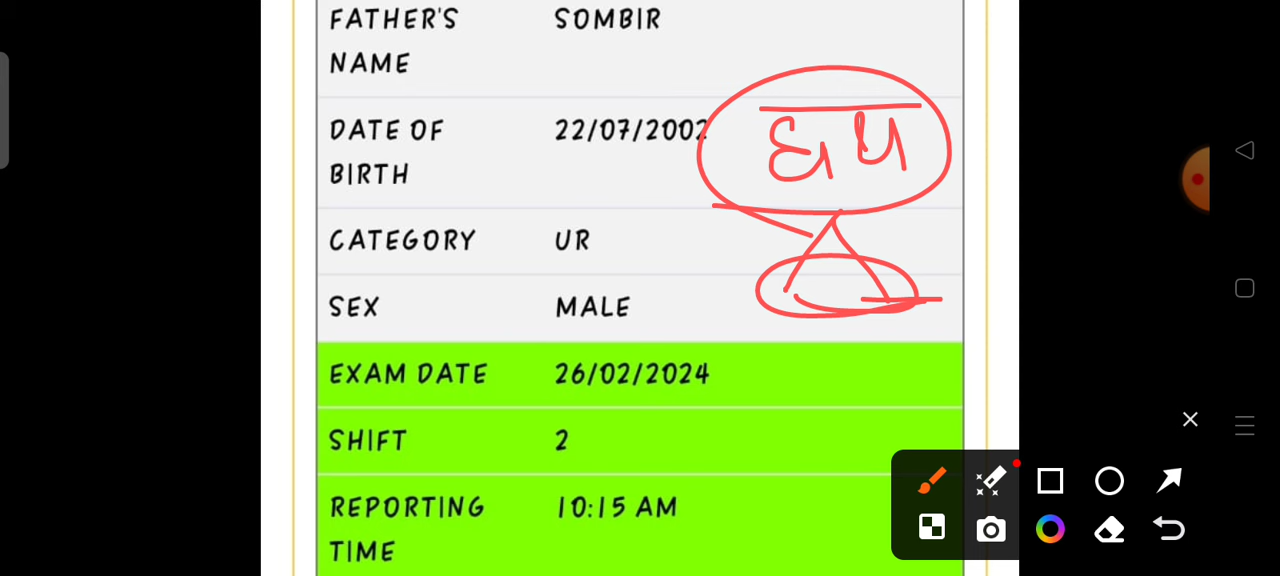 FATHER'S SOMBIR
NAME
DATE OF 22/07/2002
BIRTH
CATEGORY UR
SEX MALE
EXAM DATE 26/02/2024
SHIFT 2
REPORTING 10:15 AM
TIME